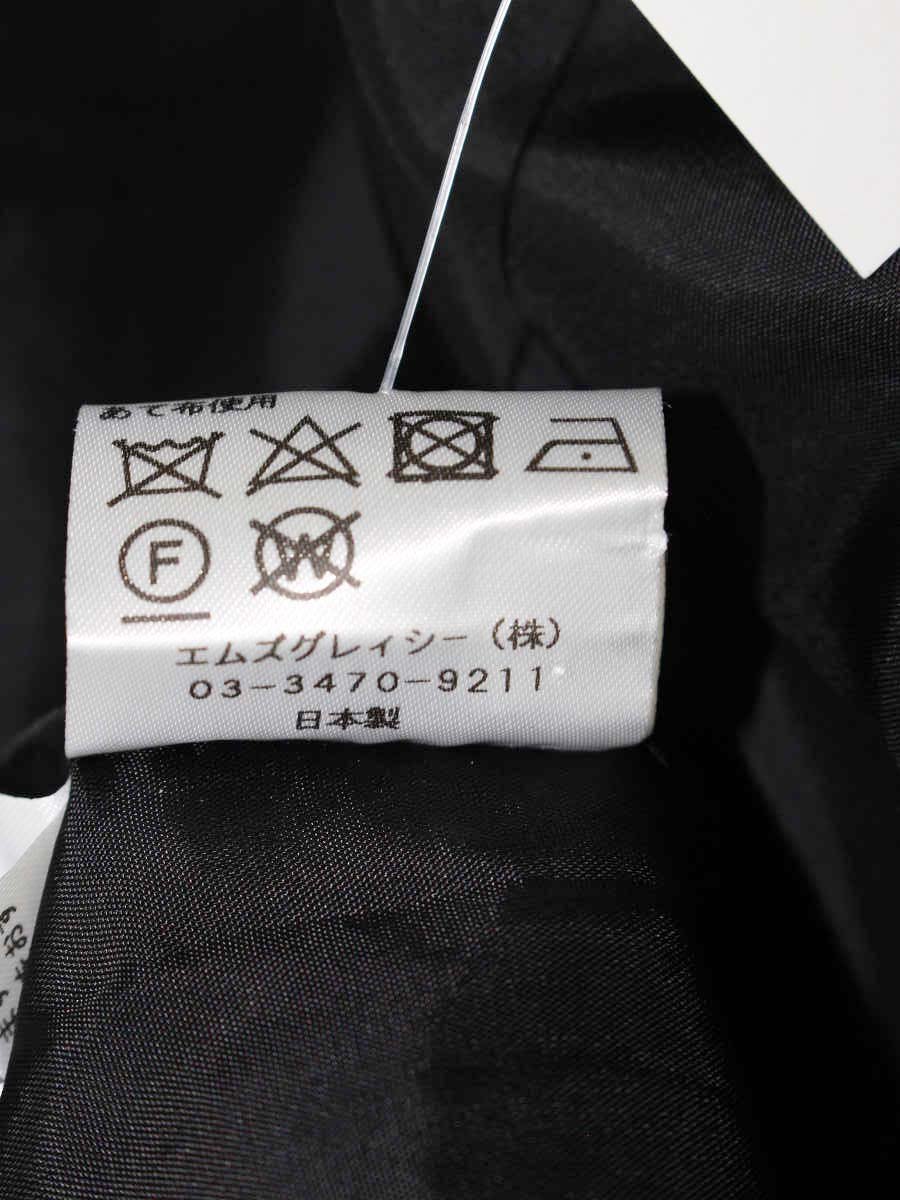 あて布使用
F W
エムズグレイシー(株)
03-3470-9211
日本製